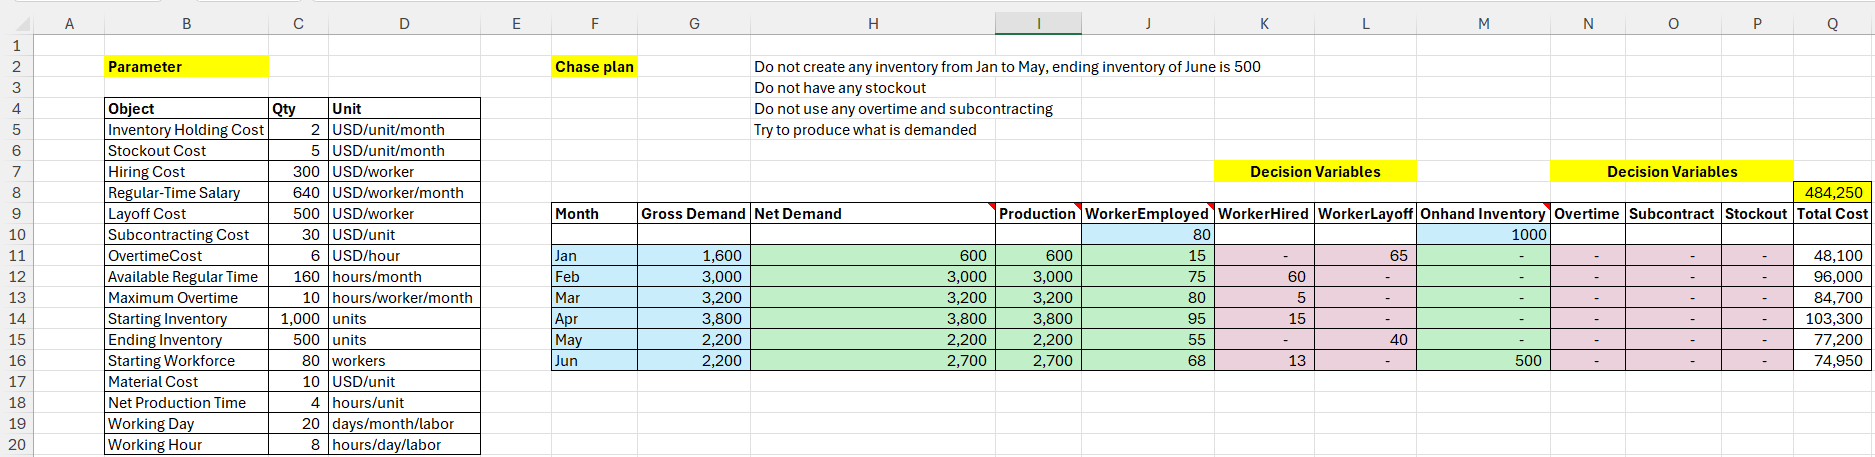 A B C D E F G H I J K L M N O P Q
1
2 Parameter Chase plan Do not create any inventory from Jan to May, ending inventory of June is 500
3 Do not have any stockout
4 Object Qty Unit Do not use any overtime and subcontracting
5 Inventory Holding Cost 2 USD/unit/month Try to produce what is demanded
6 Stockout Cost 5 USD/unit/month
7 Hiring Cost 300 USD/worker Decision Variables Decision Variables
8 Regular-Time Salary 640 USD/worker/month 484,250
9 Layoff Cost 500 USD/worker Month Gross Demand Net Demand Production WorkerEmployed WorkerHired WorkerLayoff Onhand Inventory Overtime Subcontract Stockout Total Cost
10 Subcontracting Cost 30 USD/unit 80 1000
11 OvertimeCost 6 USD/hour Jan 1,600 600 600 15 - 65 - - - - 48,100
12 Available Regular Time 160 hours/month Feb 3,000 3,000 3,000 75 60 - - - - - 96,000
13 Maximum Overtime 10 hours/worker/month Mar 3,200 3,200 3,200 80 5 - - - - - 84,700
14 Starting Inventory 1,000 units Apr 3,800 3,800 3,800 95 15 - - - - - 103,300
15 Ending Inventory 500 units May 2,200 2,200 2,200 55 - 40 - - - - 77,200
16 Starting Workforce 80 workers Jun 2,200 2,700 2,700 68 13 - 500 - - - 74,950
17 Material Cost 10 USD/unit
18 Net Production Time 4 hours/unit
19 Working Day 20 days/month/labor
20 Working Hour 8 hours/day/labor